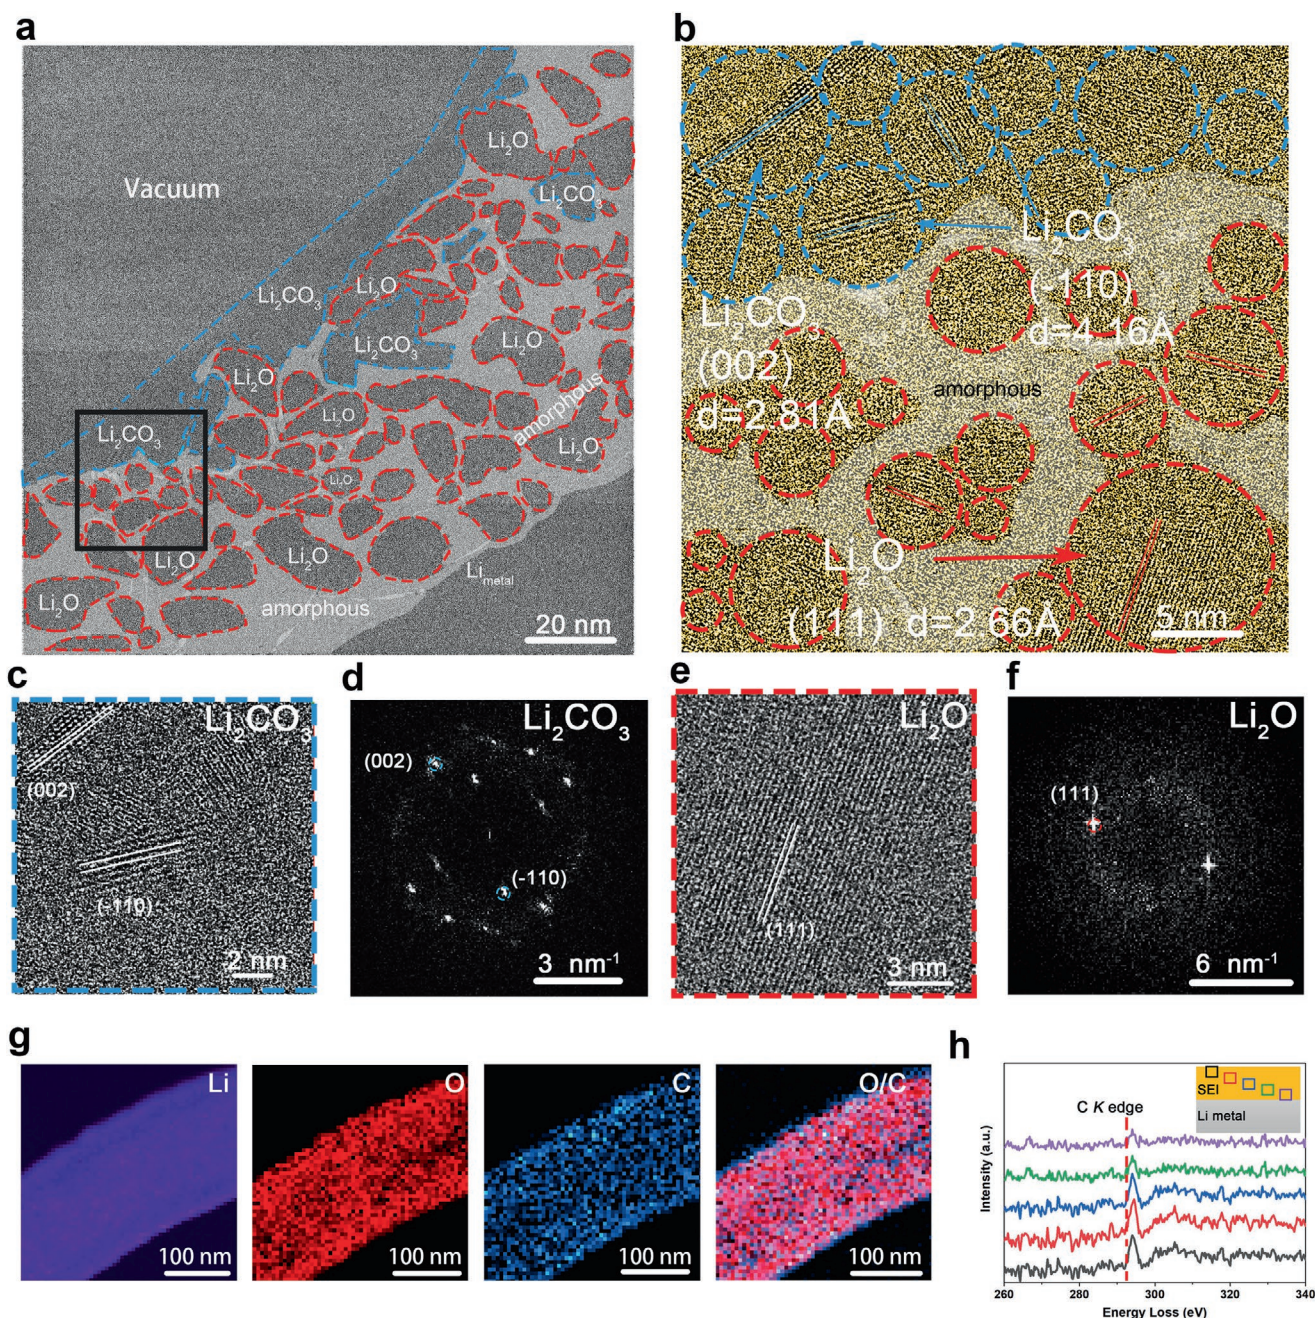 a
Vacuum
Li₂O
Li₂CO₃
Li₂CO₃
Li₂O
Li₂CO₃
Li₂O
Li₂O
Li₂O
amorphous
Li₂CO₃
Li₂O
Li₂O
Li₂O
Li₂O
Li metal
Li₂O
amorphous
20 nm
b
Li₂CO₃
(-110)
d=4.16Å
Li₂CO₃
(002)
d=2.81Å
amorphous
Li₂O
(111) d=2.66Å
5 nm
c
Li₂CO₃
(002)
(-110)
2 nm
d
Li₂CO₃
(002)
(-110)
3 nm⁻¹
e
Li₂O
(111)
3 nm
f
Li₂O
(111)
6 nm⁻¹
g
Li
100 nm
O
100 nm
C
100 nm
O/C
100 nm
h
SEI
Li metal
C K edge
Intensity (a.u.)
260 280 300 320 340
Energy Loss (eV)